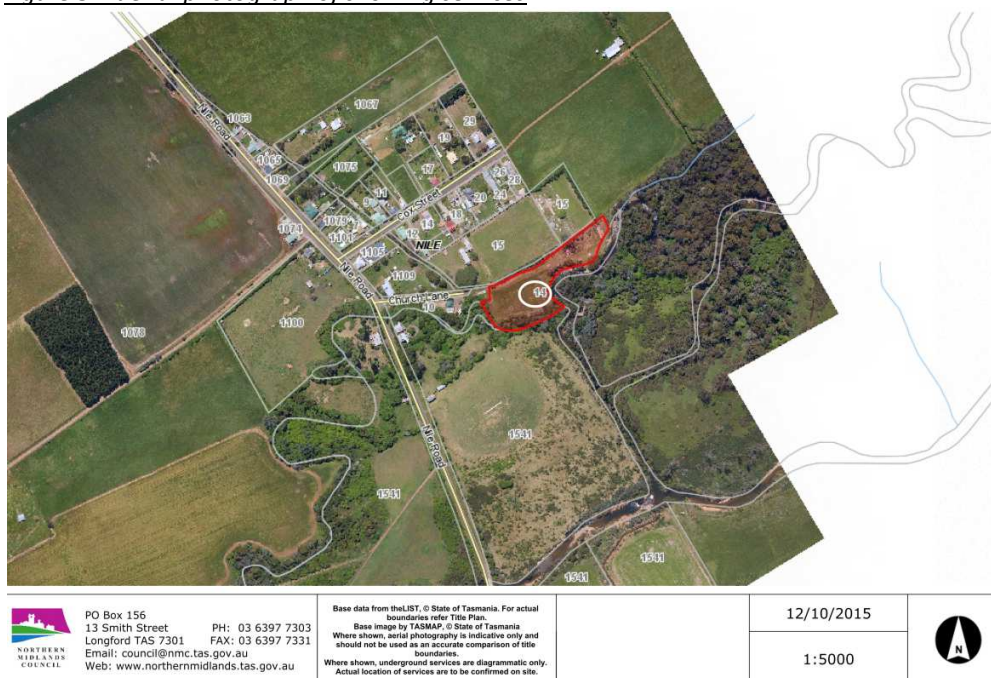 1063
1067
Nile Road
1065
1069
1075
29
19
17
11
9
26
28
24
20
18
14
12
Cox Street
15
15
1074
1079
1101
1105
NILE
Nile Road
1109
Church Lane
10
14
1078
1100
1541
Nile Road
1541
1541
1541
NORTHERN
MIDLANDS
COUNCIL
PO Box 156
13 Smith Street PH: 03 6397 7303
Longford TAS 7301 FAX: 03 6397 7331
Email: council@nmc.tas.gov.au
Web: www.northernmidlands.tas.gov.au
Base data from theLIST, © State of Tasmania. For actual
boundaries refer Title Plan.
Base image by TASMAP, © State of Tasmania
Where shown, aerial photography is indicative only and
should not be used as an accurate comparison of title
boundaries.
Where shown, underground services are diagrammatic only.
Actual location of services are to be confirmed on site.
12/10/2015
1:5000
N